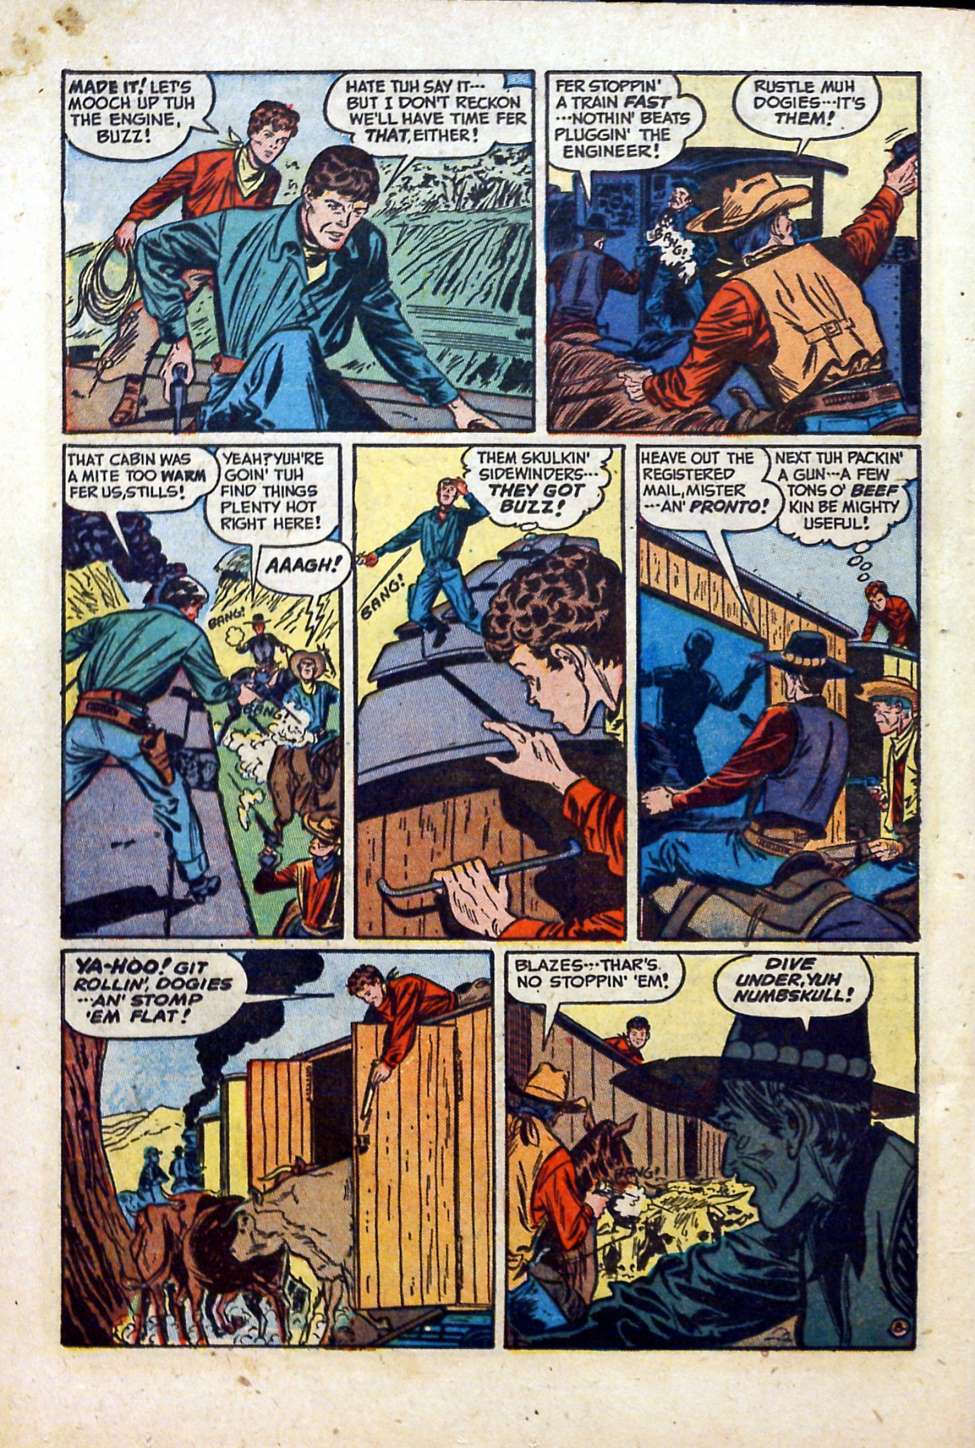 MADE IT! LET'S
MOOCH UP TUH
THE ENGINE,
BUZZ!
HATE TUH SAY IT--
BUT I DON'T RECKON
WE'LL HAVE TIME FER
THAT, EITHER!
FER STOPPIN'
A TRAIN FAST
...NOTHIN' BEATS
PLUGGIN' THE
ENGINEER!
RUSTLE MUH
DOGIES...IT'S
THEM!
BANG!
THAT CABIN WAS
A MITE TOO WARM
FER US, STILLS!
YEAH? YUH'RE
GOIN' TUH
FIND THINGS
PLENTY HOT
RIGHT HERE!
AAAGH!
BANG!
BANG!
THEM SKULKIN'
SIDEWINDERS...
THEY GOT
BUZZ!
BANG!
HEAVE OUT THE
REGISTERED
MAIL, MISTER
...AN' PRONTO!
NEXT TUH PACKIN'
A GUN--A FEW
TONS O' BEEF
KIN BE MIGHTY
USEFUL!
YA-HOO! GIT
ROLLIN', DOGIES
...AN' STOMP
'EM FLAT!
BLAZES...THAR'S
NO STOPPIN' 'EM!
DIVE
UNDER, YUH
NUMBSKULL!
BANG!
8